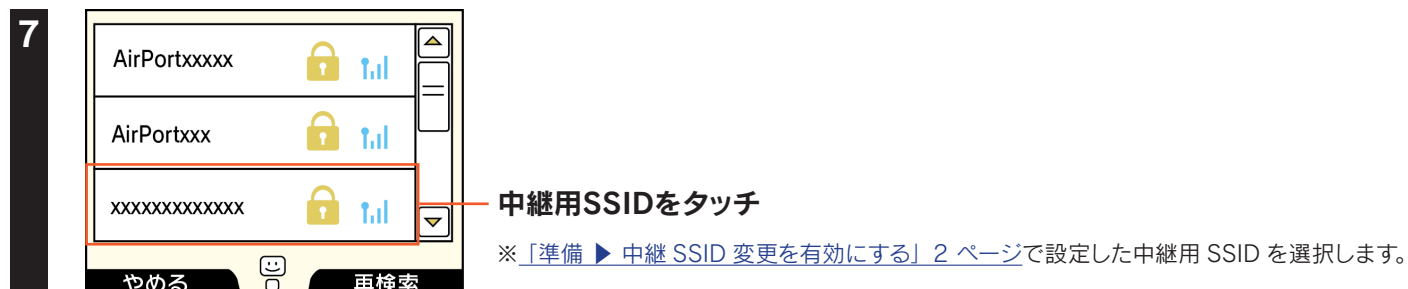 7
AirPortxxxxx
AirPortxxx
xxxxxxxxxxxxx
中継用SSIDをタッチ
※「準備 ▶ 中継 SSID 変更を有効にする」2 ページで設定した中継用 SSID を選択します。
やめる 再検索